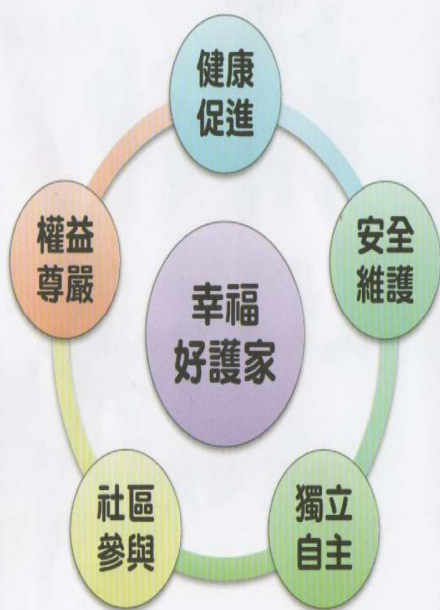 健康
促進
安全
維護
獨立
自主
社區
參與
權益
尊嚴
幸福
好護家